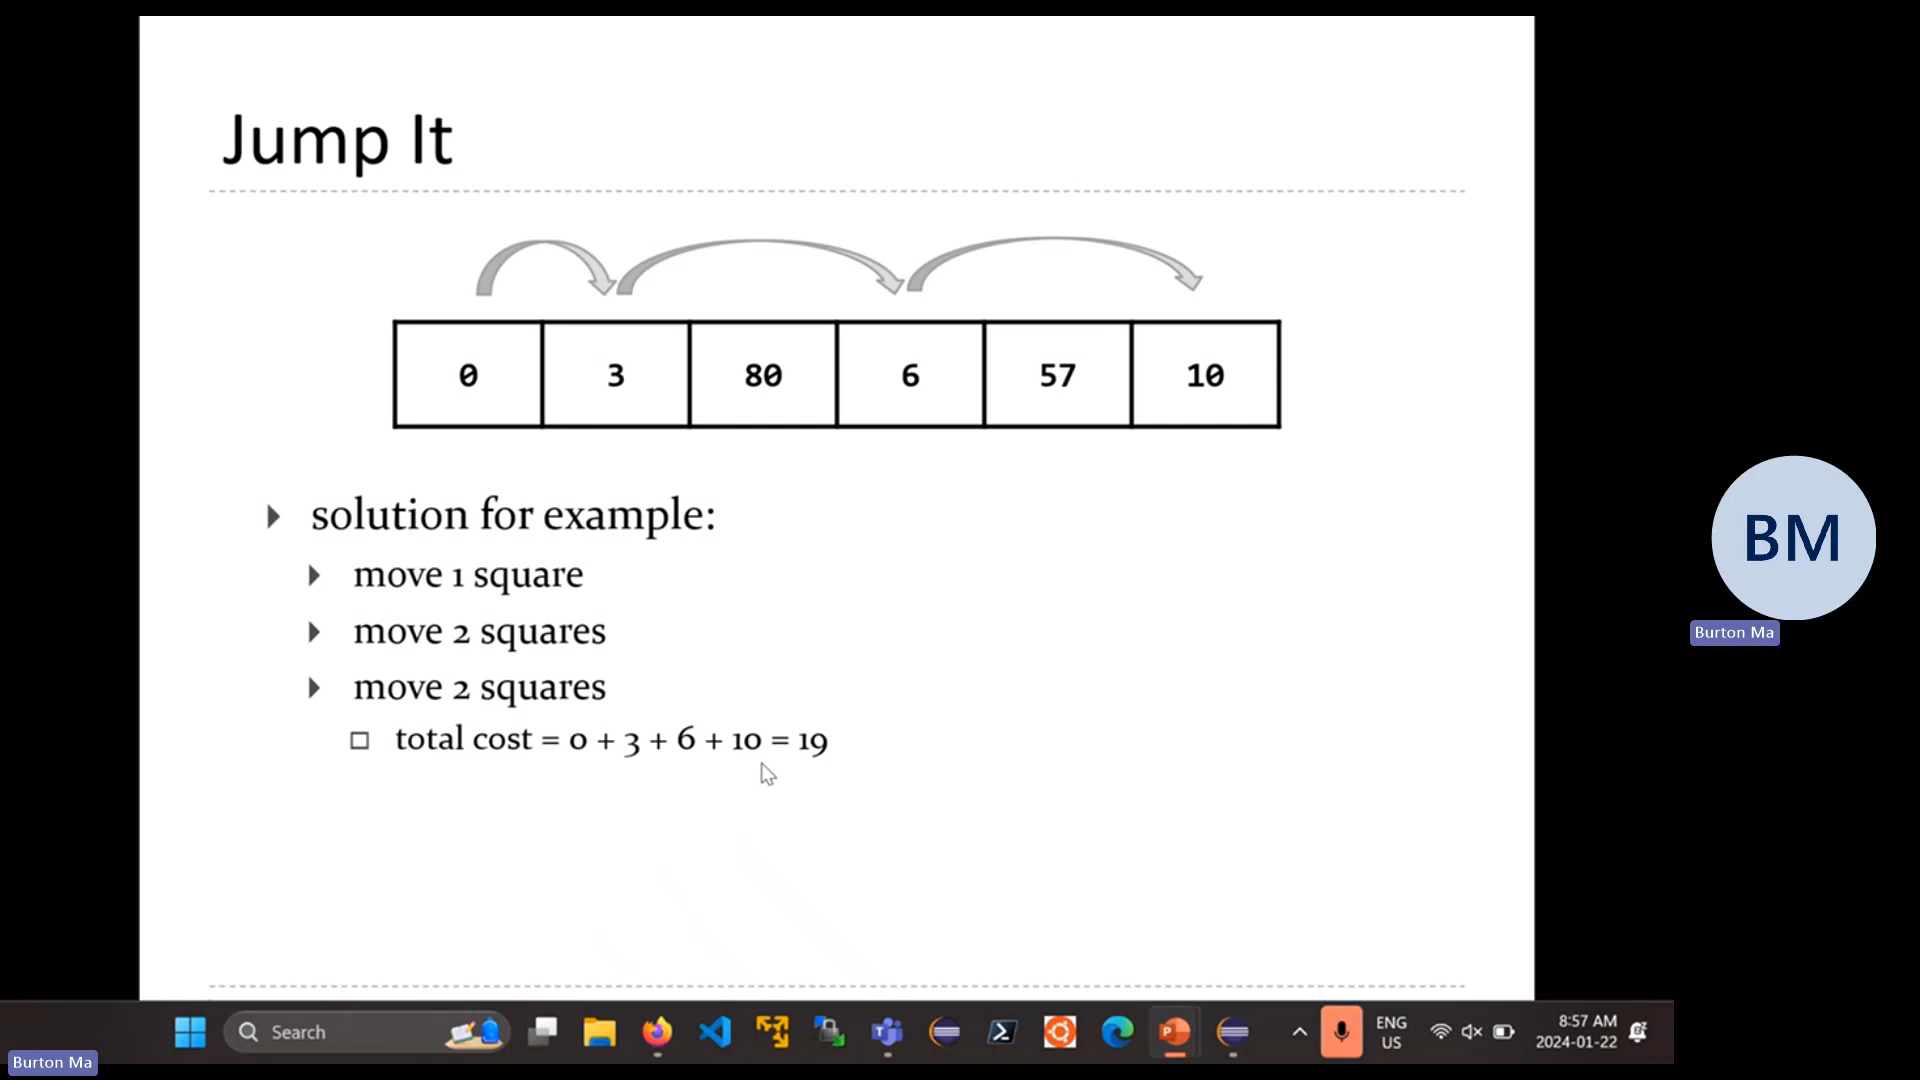 Jump It
0 3 80 6 57 10
solution for example:
move 1 square
move 2 squares
move 2 squares
total cost = 0 + 3 + 6 + 10 = 19
BM
Burton Ma
Search
P
ENG
US
8:57 AM
2024-01-22
Burton Ma